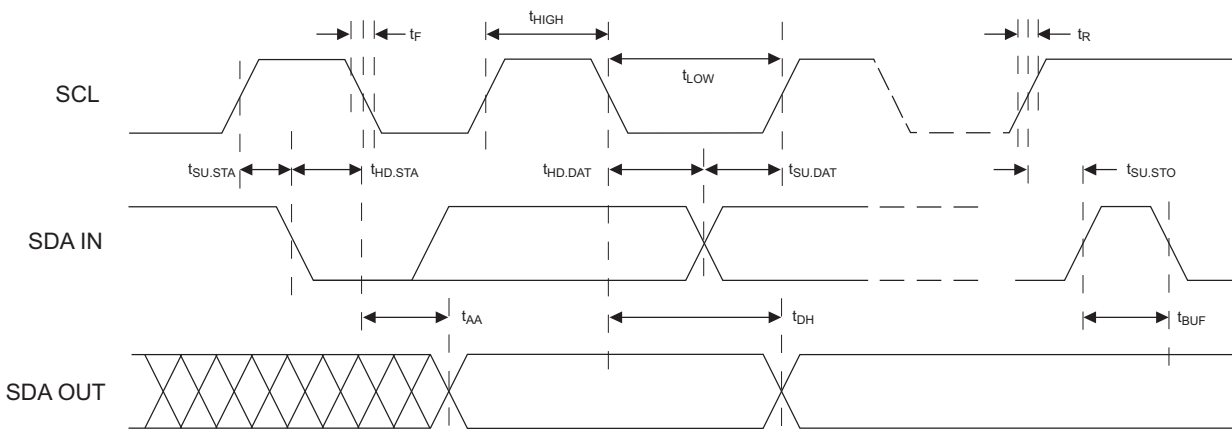 tHIGH
tF
tR
tLOW
SCL
tSU.STA
tHD.STA
tHD.DAT
tSU.DAT
tSU.STO
SDA IN
tAA
tDH
tBUF
SDA OUT